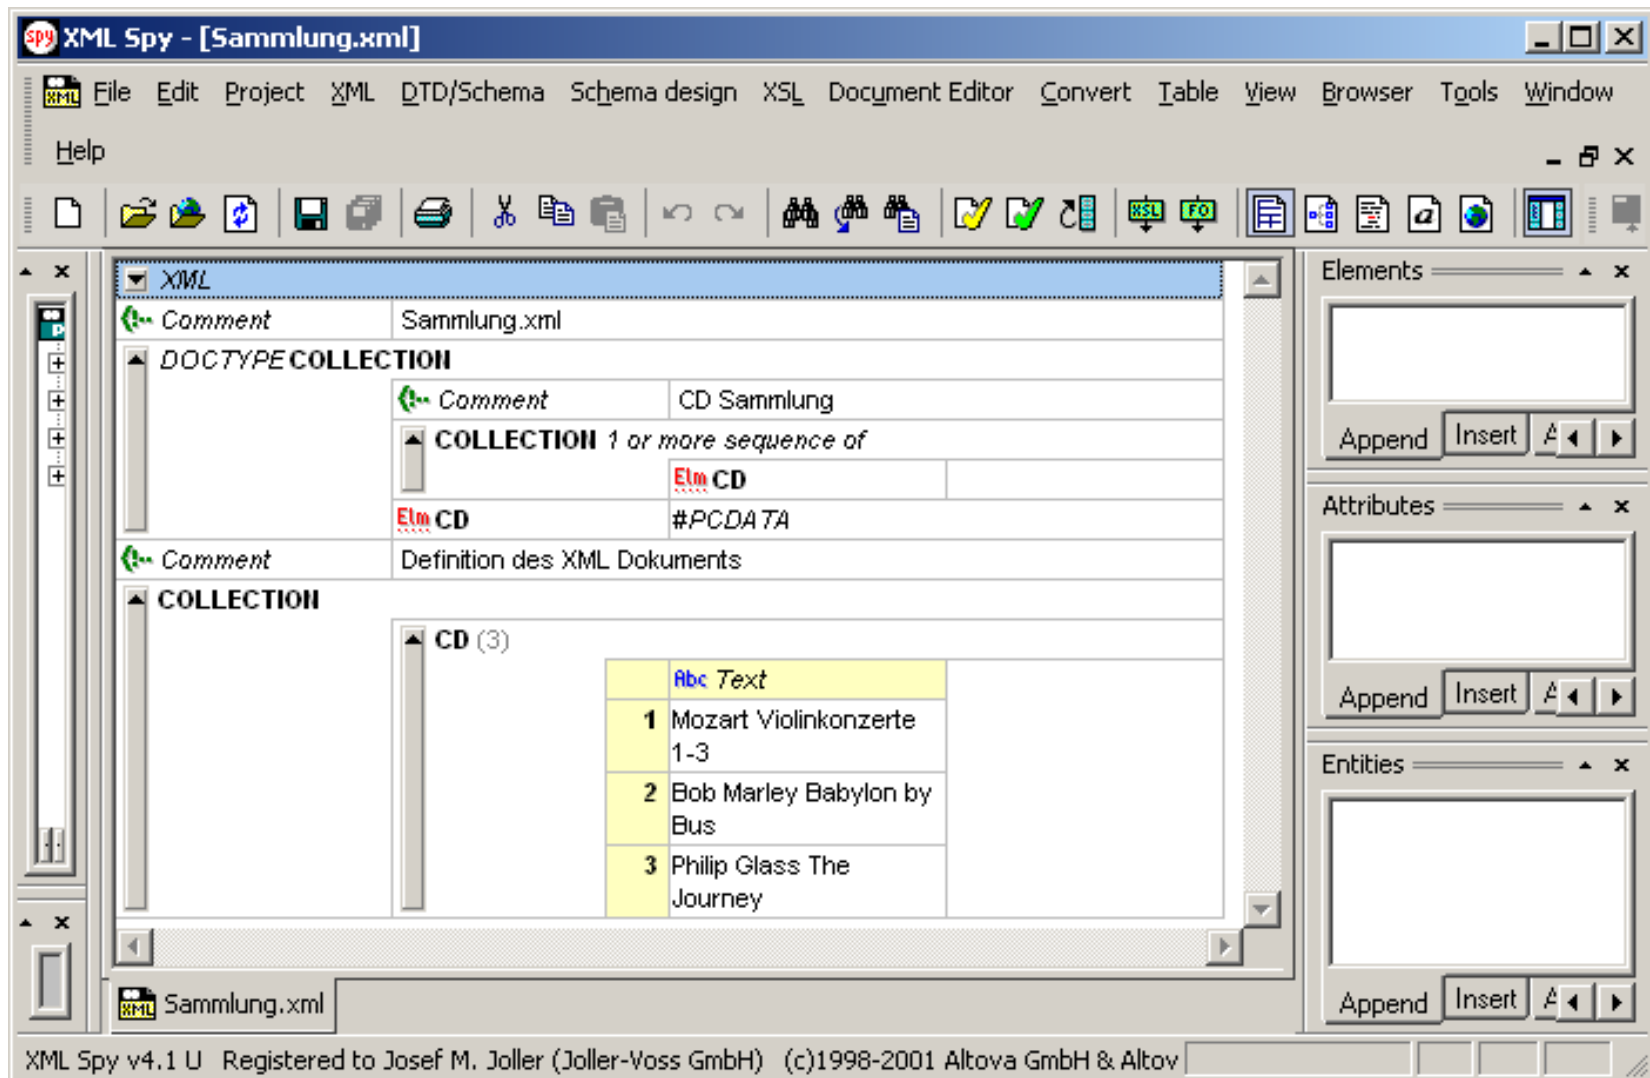 XML Spy - [Sammlung.xml]
File Edit Project XML DTD/Schema Schema design XSL Document Editor Convert Table View Browser Tools Window
Help
XSL FO
XML
Elements
Comment Sammlung.xml
DOCTYPE COLLECTION
Comment CD Sammlung
COLLECTION 1 or more sequence of
Append Insert
Elm CD
Elm CD #PCDATA
Attributes
Comment Definition des XML Dokuments
COLLECTION
CD (3)
Abc Text
Append Insert
1 Mozart Violinkonzerte
1-3
Entities
2 Bob Marley Babylon by
Bus
3 Philip Glass The
Journey
Sammlung.xml
Append Insert
XML Spy v4.1 U Registered to Josef M. Joller (Joller-Voss GmbH) (c)1998-2001 Altova GmbH & Altov